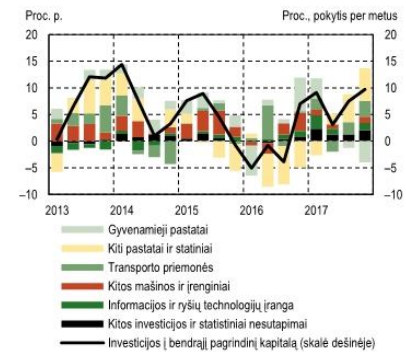 Proc. p. Proc., pokytis per metus
20 20
15 15
10 10
5 5
0 0
–5 –5
–10 –10
2013 2014 2015 2016 2017
Gyvenamieji pastatai
Kiti pastatai ir statiniai
Transporto priemonės
Kitos mašinos ir įrenginiai
Informacijos ir ryšių technologijų įranga
Kitos investicijos ir statistiniai nesutapimai
Investicijos į bendrąjį pagrindinį kapitalą (skalė dešinėje)